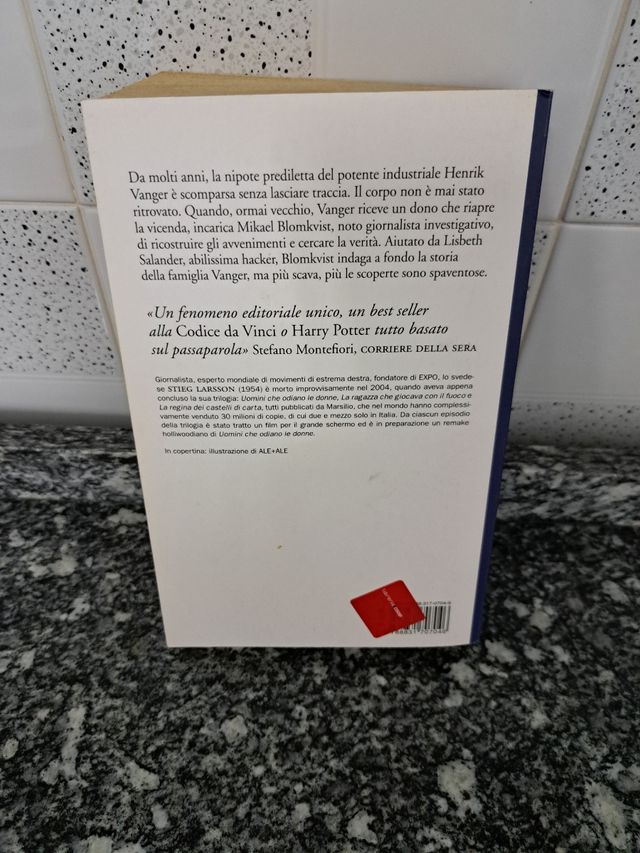 Da molti anni, la nipote prediletta del potente industriale Henrik
Vanger è scomparsa senza lasciare traccia. Il corpo non è mai stato
ritrovato. Quando, ormai vecchio, Vanger riceve un dono che riapre
la vicenda, incarica Mikael Blomkvist, noto giornalista investigativo,
di ricostruire gli avvenimenti e cercare la verità. Aiutato da Lisbeth
Salander, abilissima hacker, Blomkvist indaga a fondo la storia
della famiglia Vanger, ma più scava, più le scoperte sono spaventose.
«Un fenomeno editoriale unico, un best seller
alla Codice da Vinci o Harry Potter tutto basato
sul passaparola» Stefano Montefiori, CORRIERE DELLA SERA
Giornalista, esperto mondiale di movimenti di estrema destra, fondatore di EXPO, lo svede-
se STIEG LARSSON (1954) è morto improvvisamente nel 2004, quando aveva appena
concluso la sua trilogia: Uomini che odiano le donne, La ragazza che giocava con il fuoco e
La regina dei castelli di carta, tutti pubblicati da Marsilio, che nel mondo hanno complessi-
vamente venduto 30 milioni di copie, di cui due e mezzo solo in Italia. Da ciascun episodio
della trilogia è stato tratto un film per il grande schermo ed è in preparazione un remake
holliwoodiano di Uomini che odiano le donne.
In copertina: illustrazione di ALE+ALE